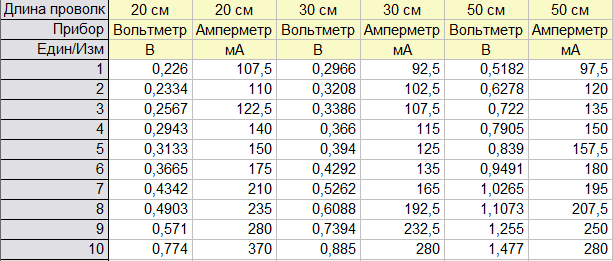 Длина проволк 20 см 20 см 30 см 30 см 50 см 50 см
Прибор Вольтметр Амперметр Вольтметр Амперметр Вольтметр Амперметр
Един/Изм В мА В мА В мА
1 0,226 107,5 0,2966 92,5 0,5182 97,5
2 0,2334 110 0,3208 102,5 0,6278 120
3 0,2567 122,5 0,3386 107,5 0,722 135
4 0,2943 140 0,366 115 0,7905 150
5 0,3133 150 0,394 125 0,839 157,5
6 0,3665 175 0,4292 135 0,9491 180
7 0,4342 210 0,5262 165 1,0265 195
8 0,4903 235 0,6088 192,5 1,1073 207,5
9 0,571 280 0,7394 232,5 1,255 250
10 0,774 370 0,885 280 1,477 280